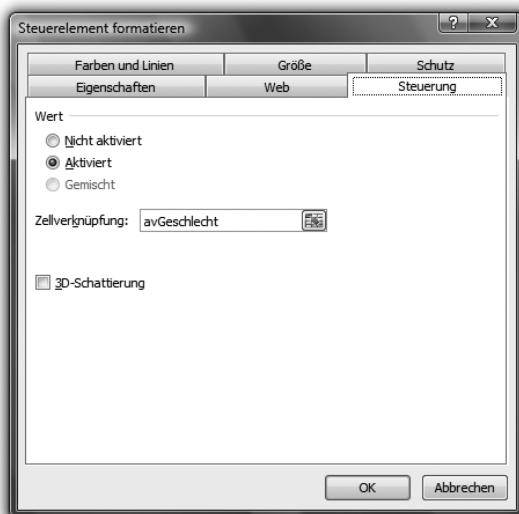 Steuerelement formatieren
?
X
Farben und Linien Größe Schutz
Eigenschaften Web Steuerung
Wert
Nicht aktiviert
Aktiviert
Gemischt
Zellverknüpfung: avGeschlecht
3D-Schattierung
OK Abbrechen